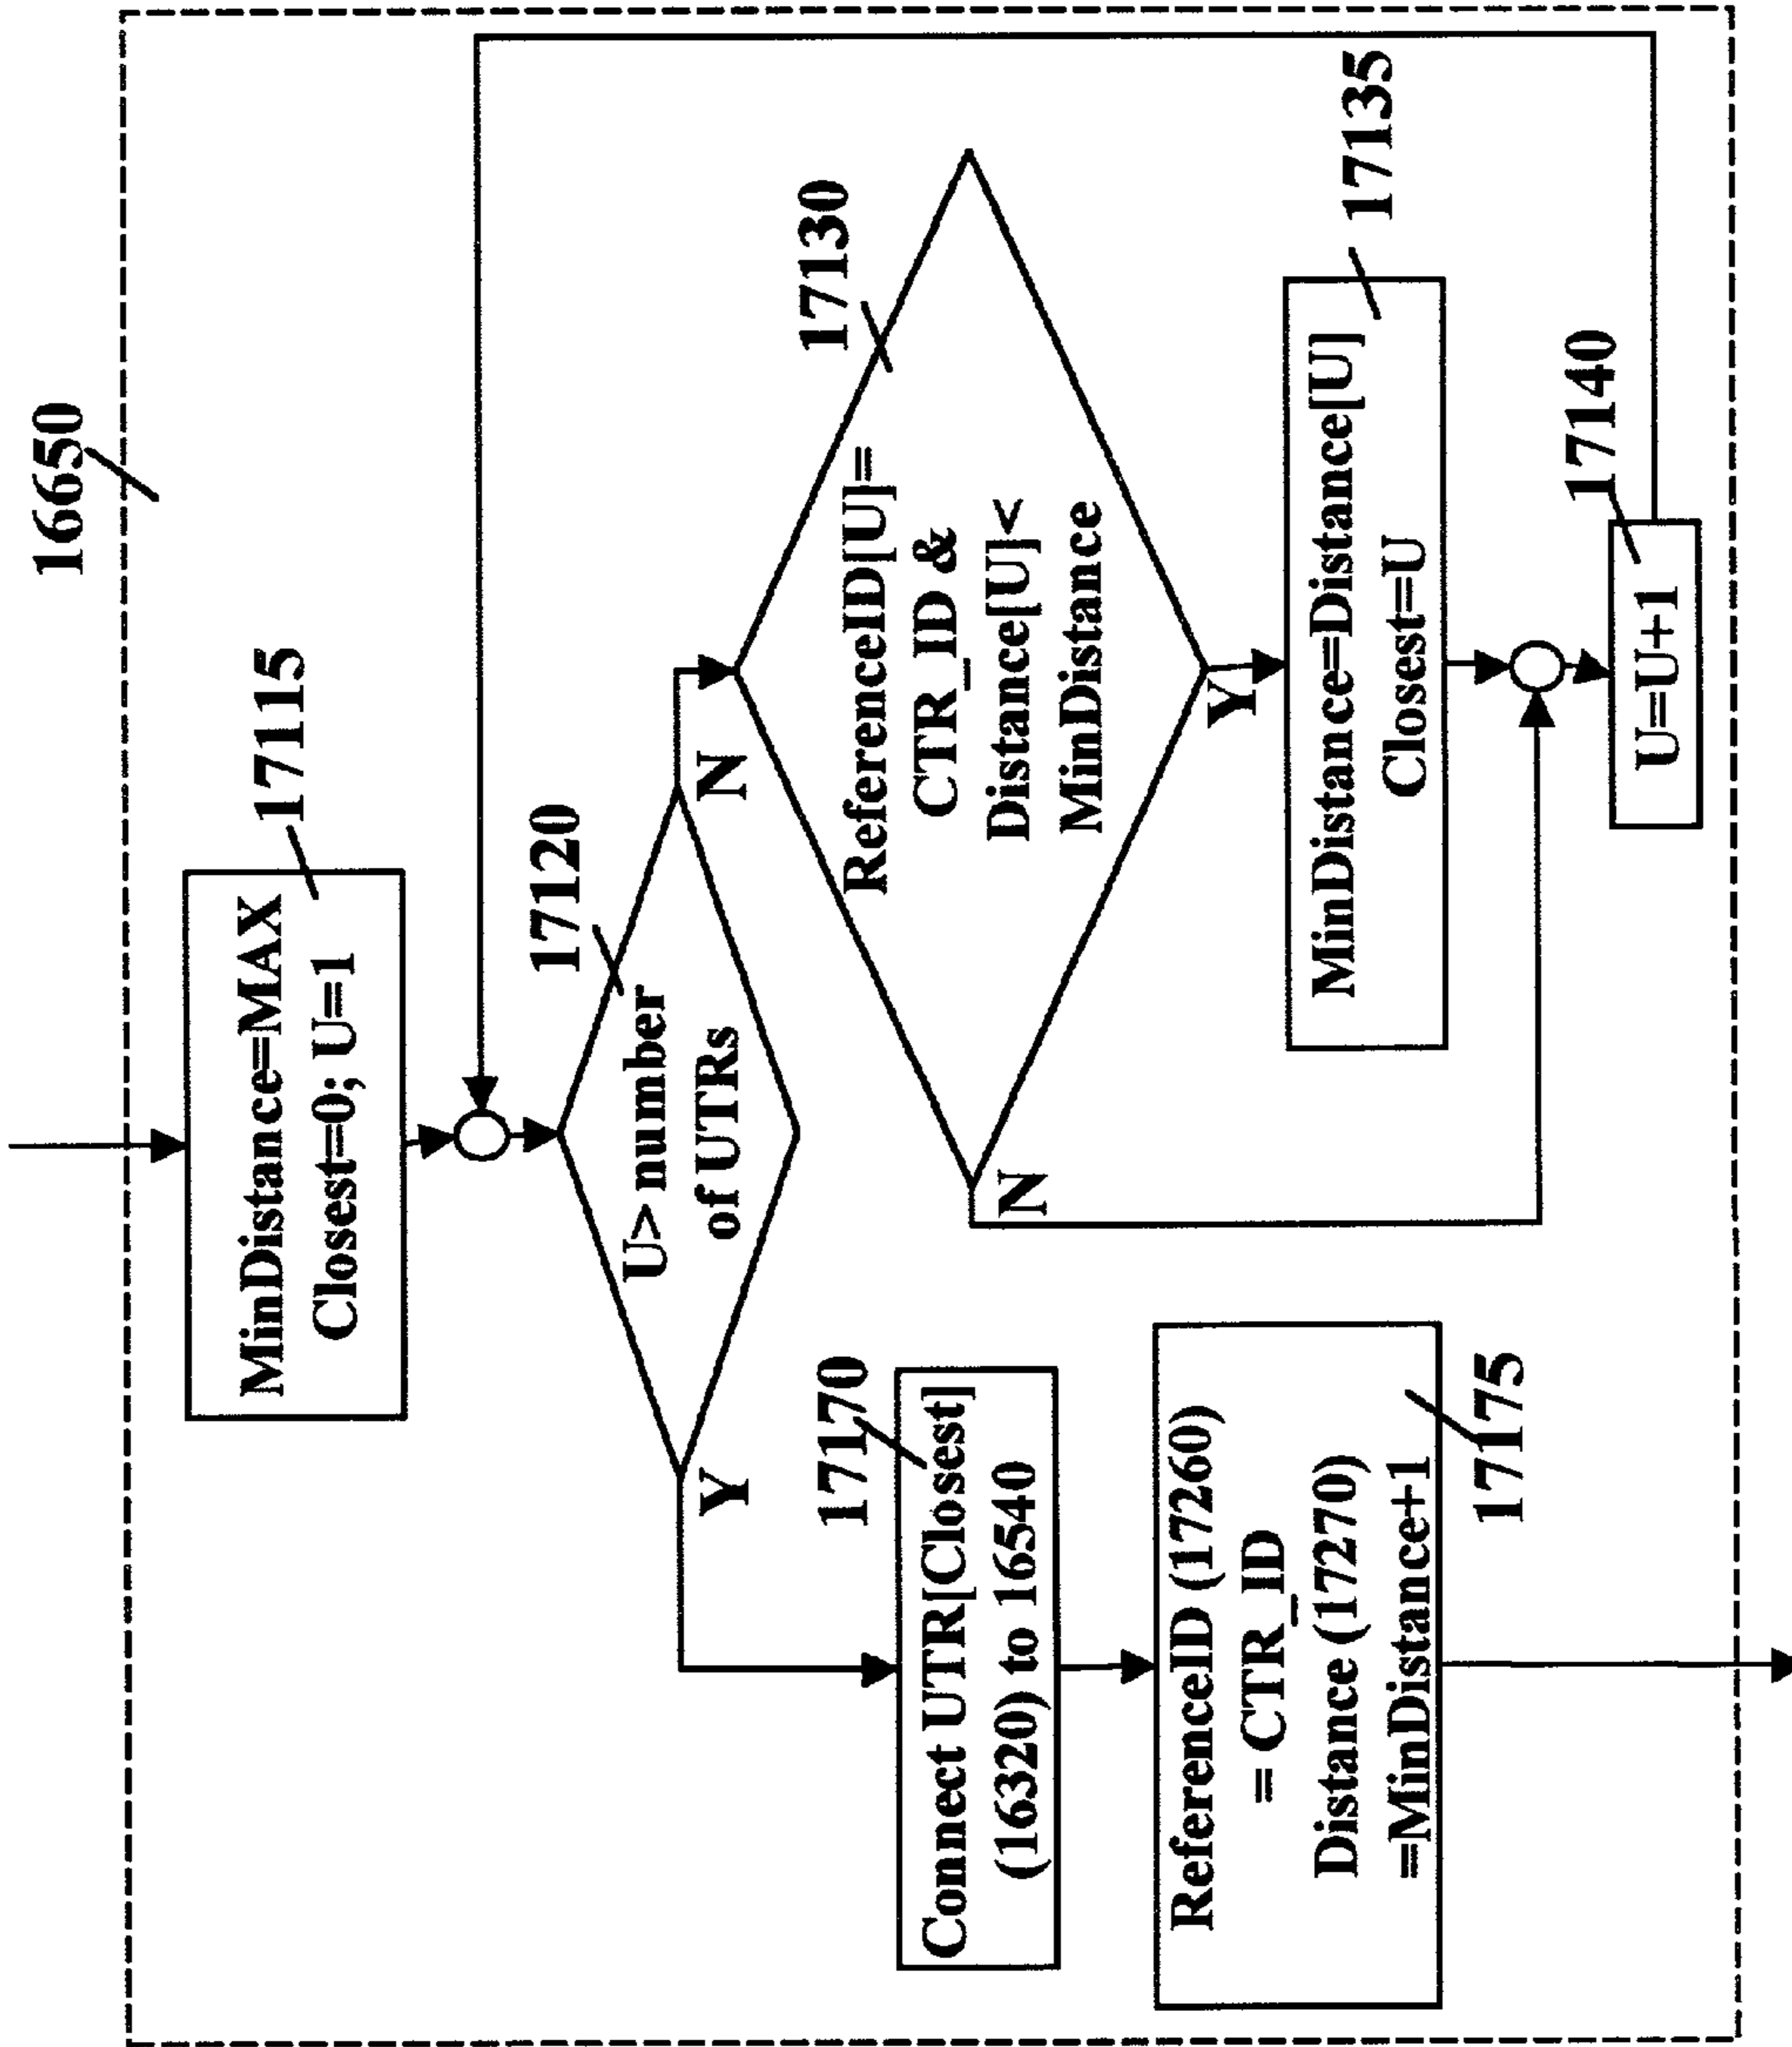 16650
17115
MinDistance=MAX
Closest=0; U=1
17120
U> number
of UTRs
Y
N
17130
ReferenceID[U]=
CTR_ID &
Distance[U]<
MinDistance
N
Y
17135
MinDistance=Distance[U]
Closest=U
17140
U=U+1
17170
Connect UTR[Closest]
(16320) to 16540
ReferenceID (17260)
= CTR_ID
Distance (17270)
=MinDistance+1
17175